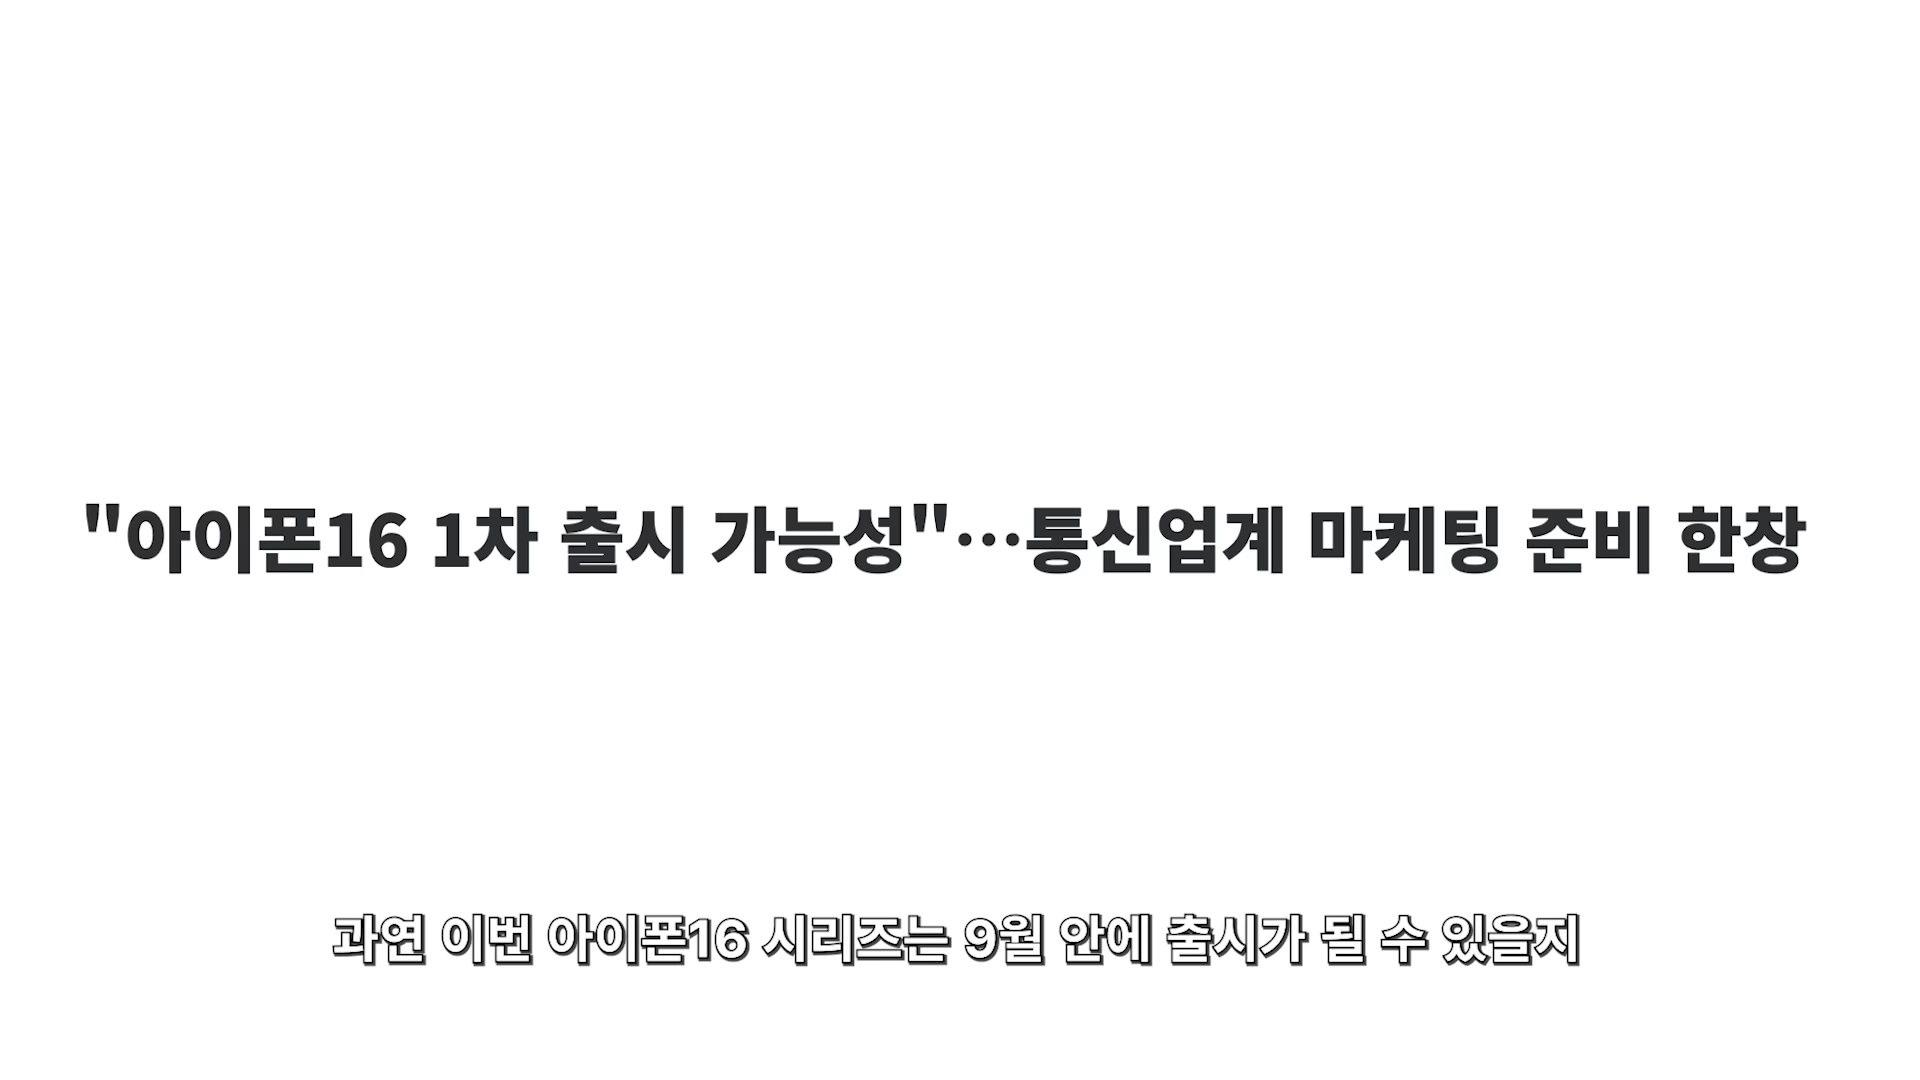 "아이폰16 1차 출시 가능성"…통신업계 마케팅 준비 한창
과연 이번 아이폰16 시리즈는 9월 안에 출시가 될 수 있을지